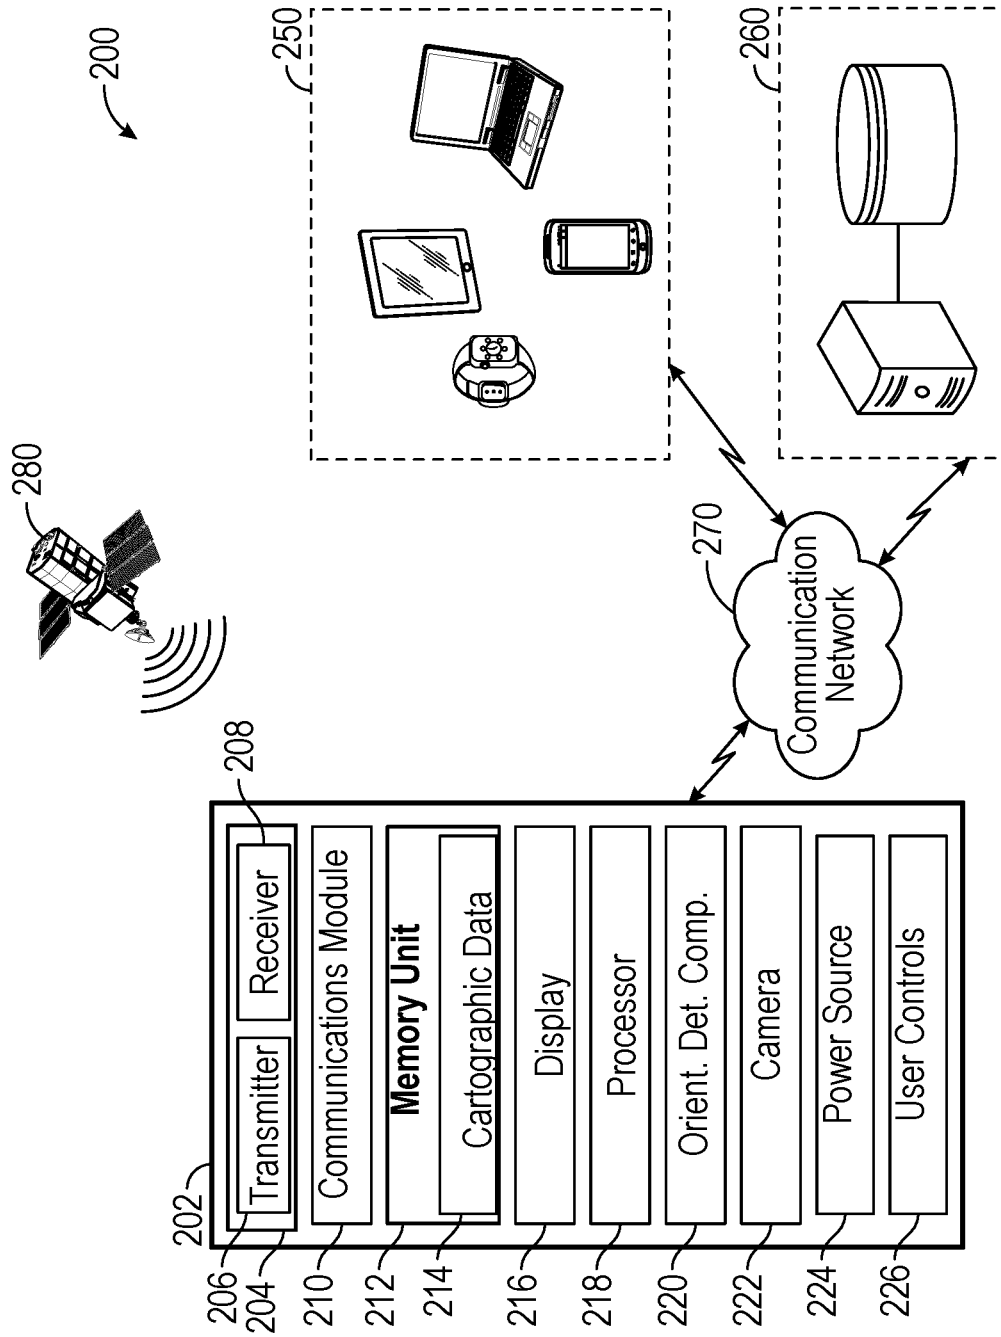 200
202
206
Transmitter
Receiver
208
204
210
Communications Module
212
Memory Unit
214
Cartographic Data
216
Display
218
Processor
220
Orient. Det. Comp.
222
Camera
224
Power Source
226
User Controls
280
250
270
Communication
Network
260